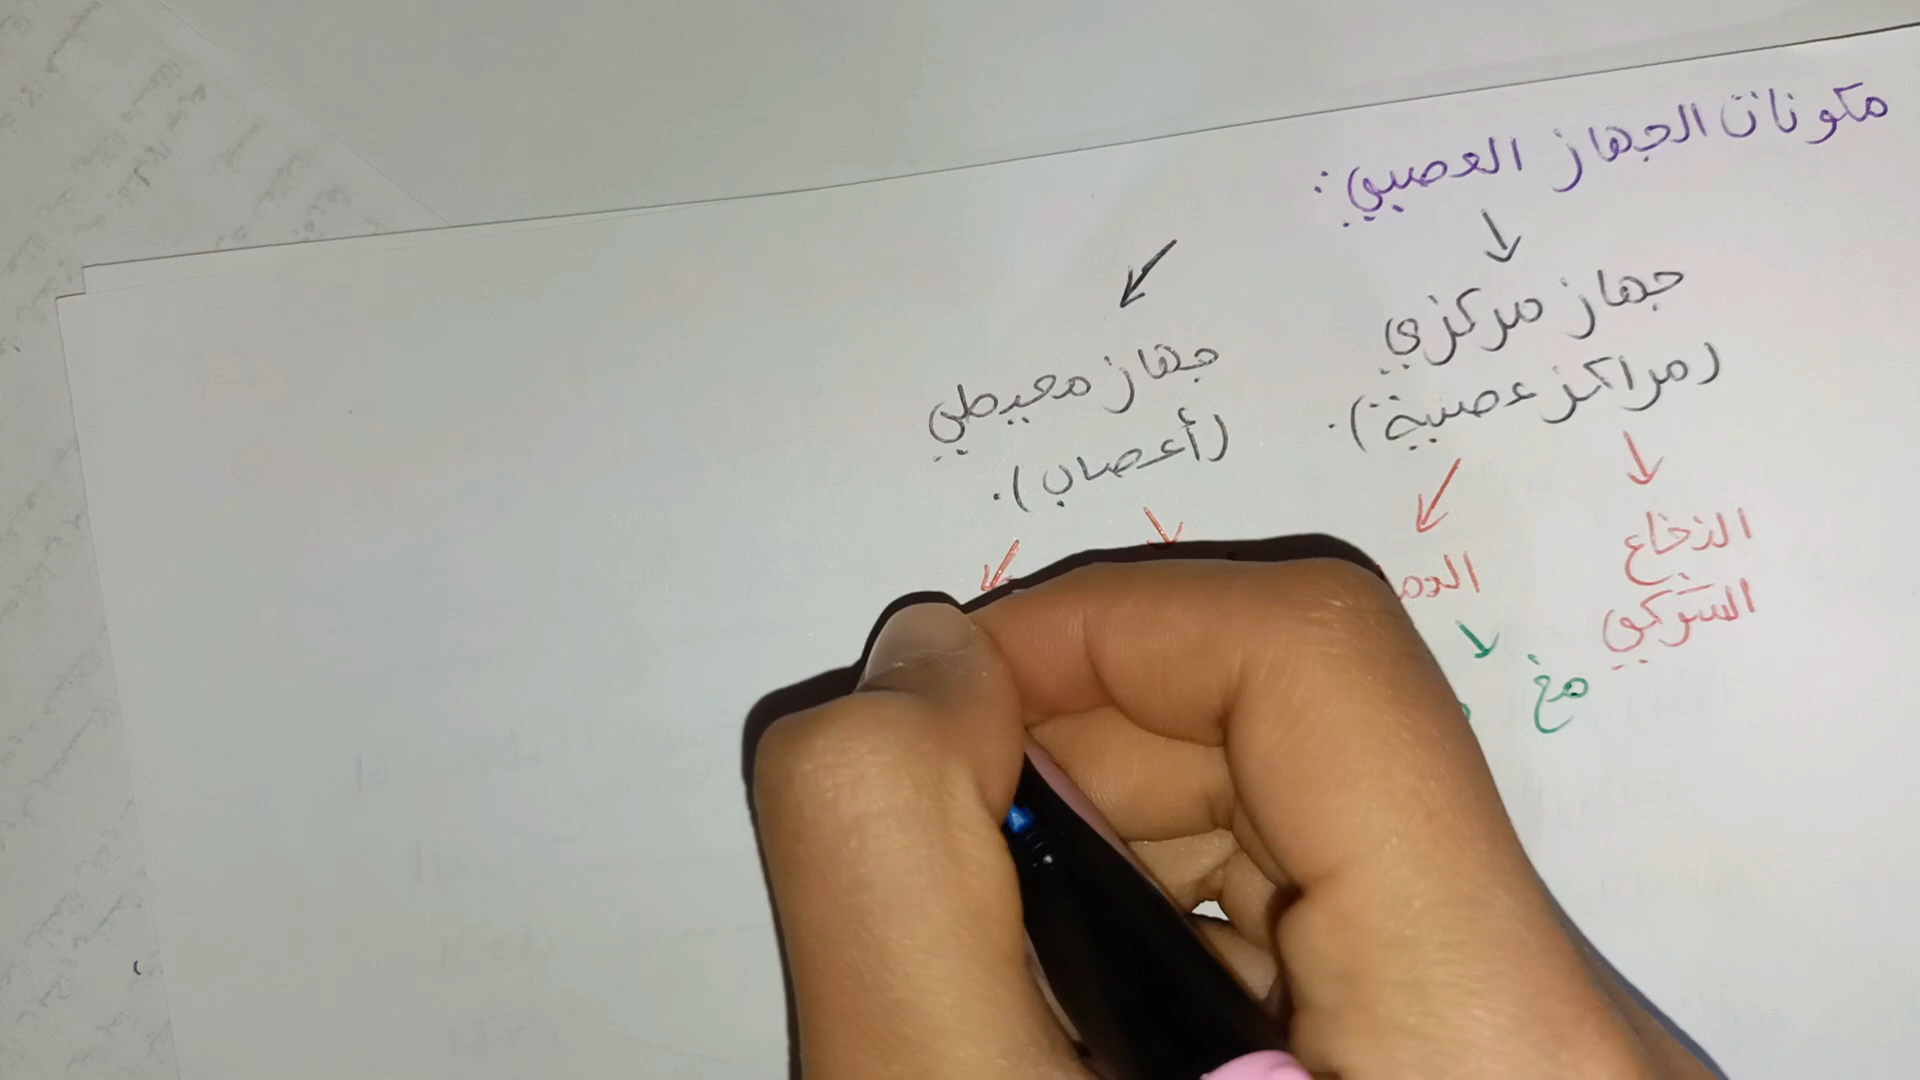 مكونات الجهاز العصبي:
جهاز مركزي
(مراكز عصبية).
جهاز محيطي
(أعصاب).
النخاع
الشوكي
مخ